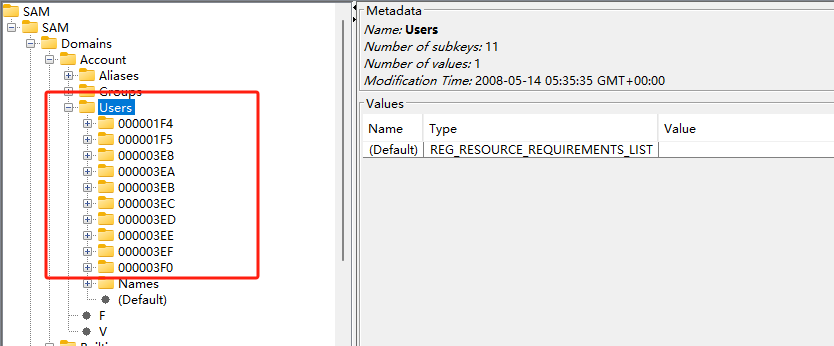 SAM
SAM
Domains
Account
Aliases
Groups
Users
000001F4
000001F5
000003E8
000003EA
000003EB
000003EC
000003ED
000003EE
000003EF
000003F0
Names
(Default)
F
V
Metadata
Name: Users
Number of subkeys: 11
Number of values: 1
Modification Time: 2008-05-14 05:35:35 GMT+00:00
Values
Name Type Value
(Default) REG_RESOURCE_REQUIREMENTS_LIST